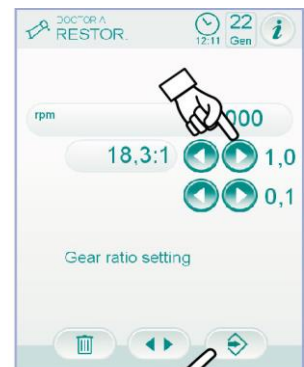 DOCTOR A
RESTOR.
12:11
22
Gen
i
rpm
000
18,3:1
1,0
0,1
Gear ratio setting